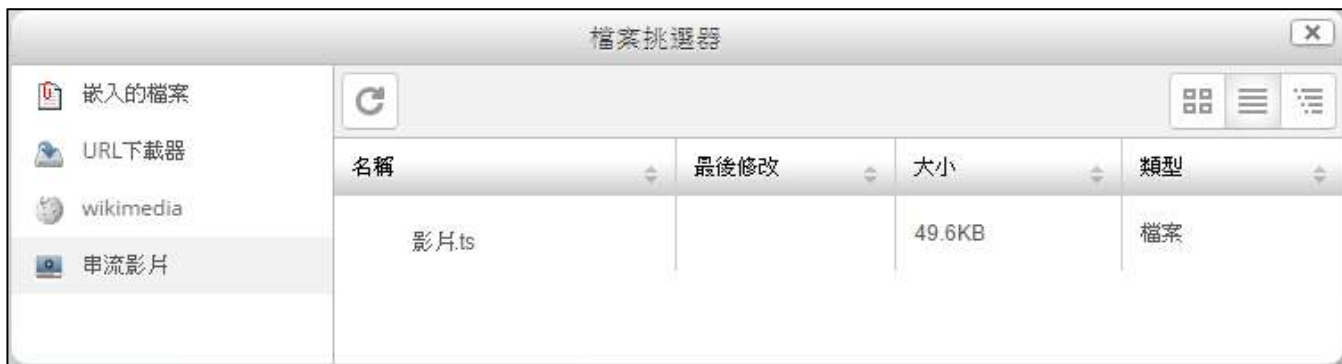 檔案挑選器
嵌入的檔案
URL下載器
wikimedia
串流影片
名稱 最後修改 大小 類型
影片.ts 49.6KB 檔案